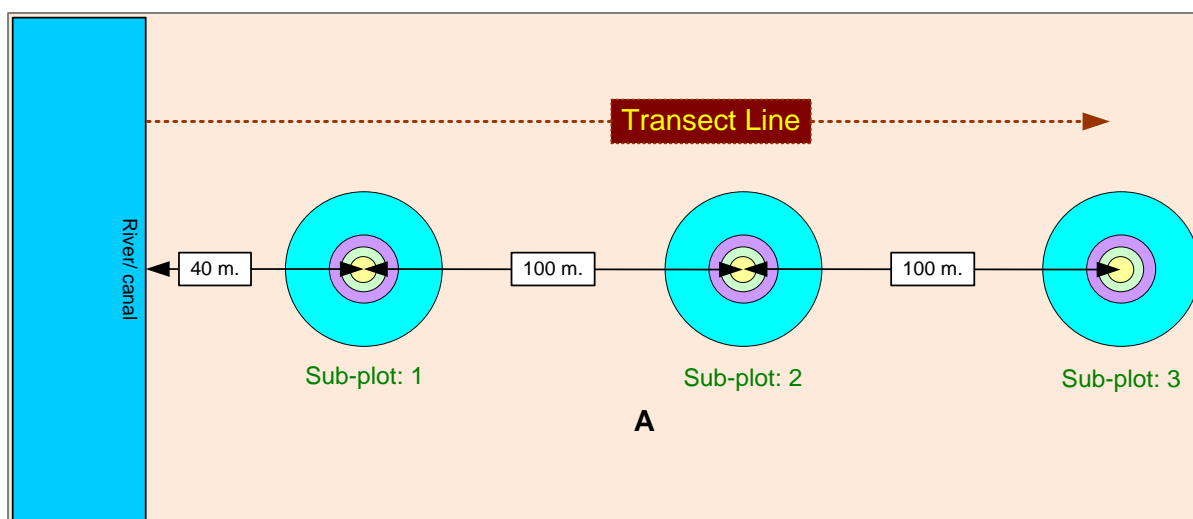 Transect Line
River/ canal
40 m.
100 m.
100 m.
Sub-plot: 1
Sub-plot: 2
Sub-plot: 3
A